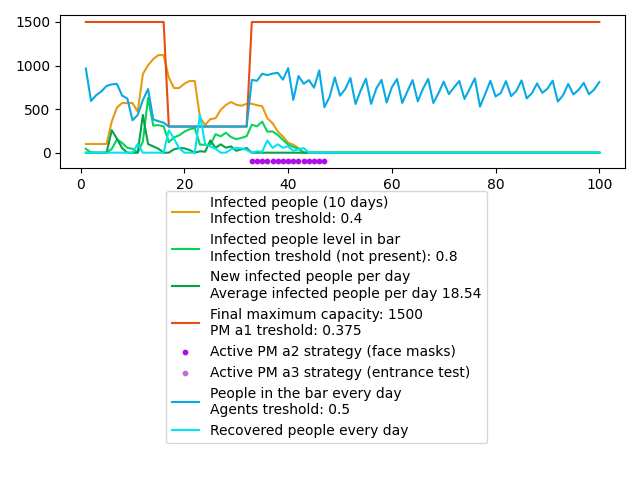 1500
1000
500
0
0 20 40 60 80 100
Infected people (10 days)
Infection treshold: 0.4
Infected people level in bar
Infection treshold (not present): 0.8
New infected people per day
Average infected people per day 18.54
Final maximum capacity: 1500
PM a1 treshold: 0.375
Active PM a2 strategy (face masks)
Active PM a3 strategy (entrance test)
People in the bar every day
Agents treshold: 0.5
Recovered people every day